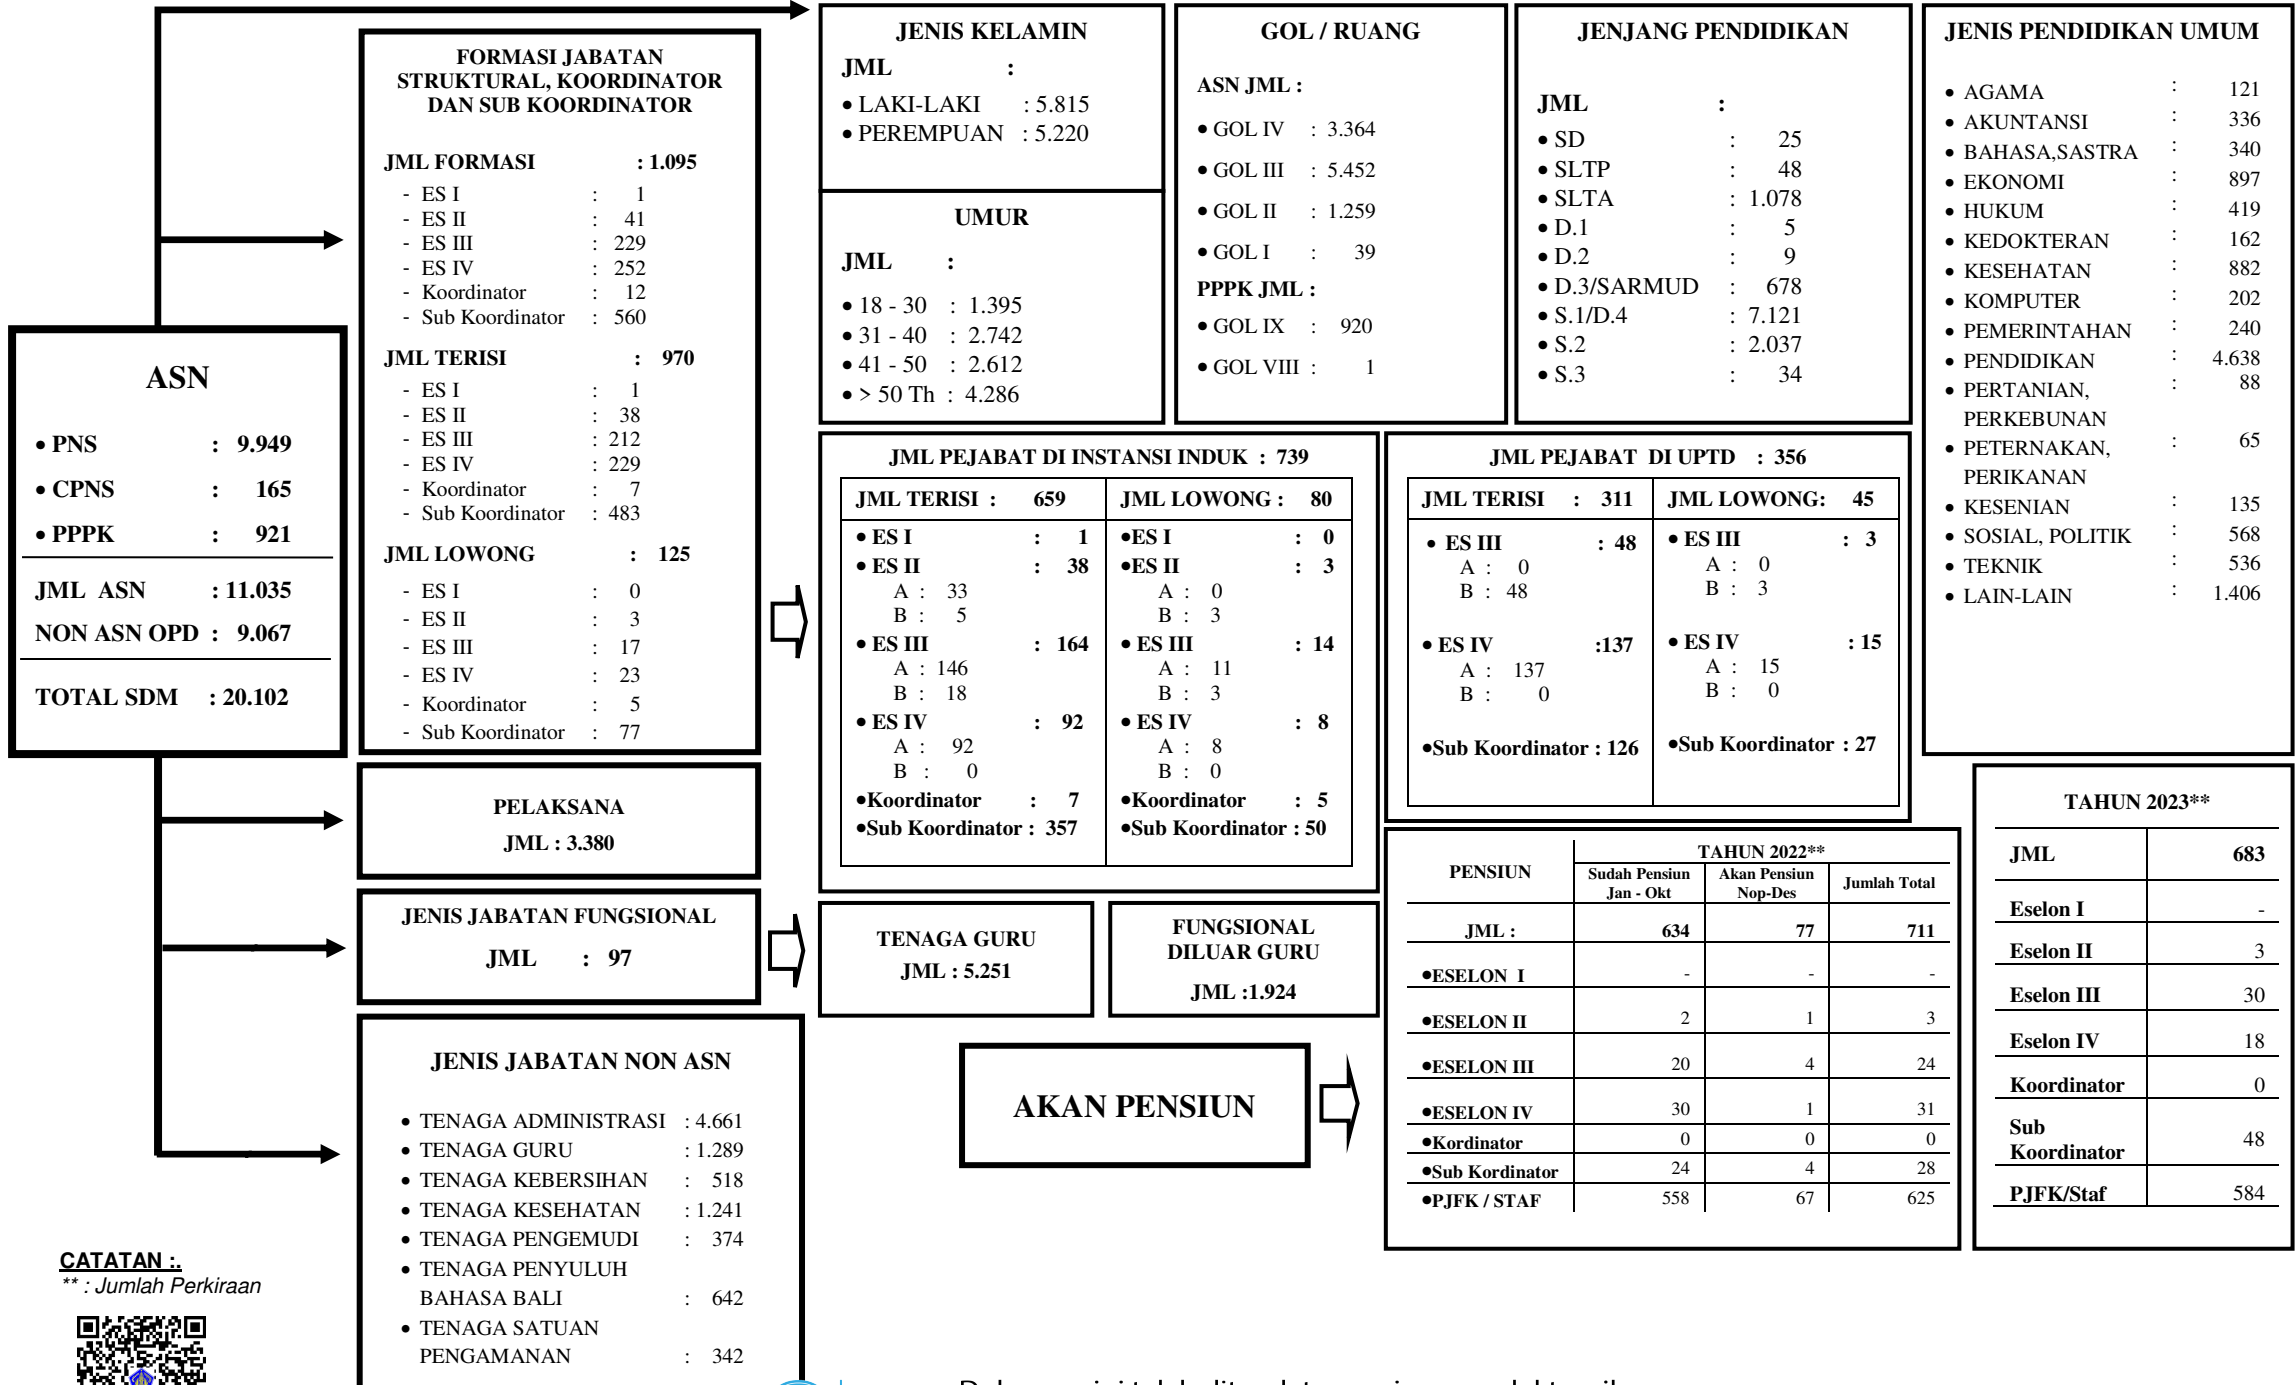 ASN
• PNS : 9.949
• CPNS : 165
• PPPK : 921
JML ASN : 11.035
NON ASN OPD : 9.067
TOTAL SDM : 20.102
FORMASI JABATAN
STRUKTURAL, KOORDINATOR
DAN SUB KOORDINATOR
JML FORMASI : 1.095
- ES I : 1
- ES II : 41
- ES III : 229
- ES IV : 252
- Koordinator : 12
- Sub Koordinator : 560
JML TERISI : 970
- ES I : 1
- ES II : 38
- ES III : 212
- ES IV : 229
- Koordinator : 7
- Sub Koordinator : 483
JML LOWONG : 125
- ES I : 0
- ES II : 3
- ES III : 17
- ES IV : 23
- Koordinator : 5
- Sub Koordinator : 77
PELAKSANA
JML : 3.380
JENIS JABATAN FUNGSIONAL
JML : 97
JENIS JABATAN NON ASN
• TENAGA ADMINISTRASI : 4.661
• TENAGA GURU : 1.289
• TENAGA KEBERSIHAN : 518
• TENAGA KESEHATAN : 1.241
• TENAGA PENGEMUDI : 374
• TENAGA PENYULUH
BAHASA BALI : 642
• TENAGA SATUAN
PENGAMANAN : 342
JENIS KELAMIN
JML :
• LAKI-LAKI : 5.815
• PEREMPUAN : 5.220
UMUR
JML :
• 18 - 30 : 1.395
• 31 - 40 : 2.742
• 41 - 50 : 2.612
• > 50 Th : 4.286
GOL / RUANG
ASN JML :
• GOL IV : 3.364
• GOL III : 5.452
• GOL II : 1.259
• GOL I : 39
PPPK JML :
• GOL IX : 920
• GOL VIII : 1
JENJANG PENDIDIKAN
JML :
• SD : 25
• SLTP : 48
• SLTA : 1.078
• D.1 : 5
• D.2 : 9
• D.3/SARMUD : 678
• S.1/D.4 : 7.121
• S.2 : 2.037
• S.3 : 34
JENIS PENDIDIKAN UMUM
• AGAMA : 121
• AKUNTANSI : 336
• BAHASA,SASTRA : 340
• EKONOMI : 897
• HUKUM : 419
• KEDOKTERAN : 162
• KESEHATAN : 882
• KOMPUTER : 202
• PEMERINTAHAN : 240
• PENDIDIKAN : 4.638
• PERTANIAN, : 88
PERKEBUNAN
• PETERNAKAN, : 65
PERIKANAN
• KESENIAN : 135
• SOSIAL, POLITIK : 568
• TEKNIK : 536
• LAIN-LAIN : 1.406
JML PEJABAT DI INSTANSI INDUK : 739
JML TERISI : 659
• ES I : 1
• ES II : 38
A : 33
B : 5
• ES III : 164
A : 146
B : 18
• ES IV : 92
A : 92
B : 0
•Koordinator : 7
•Sub Koordinator : 357
JML LOWONG : 80
•ES I : 0
•ES II : 3
A : 0
B : 3
• ES III : 14
A : 11
B : 3
• ES IV : 8
A : 8
B : 0
•Koordinator : 5
•Sub Koordinator : 50
JML PEJABAT DI UPTD : 356
JML TERISI : 311
• ES III : 48
A : 0
B : 48
• ES IV :137
A : 137
B : 0
•Sub Koordinator : 126
JML LOWONG: 45
• ES III : 3
A : 0
B : 3
• ES IV : 15
A : 15
B : 0
•Sub Koordinator : 27
TENAGA GURU
JML : 5.251
FUNGSIONAL
DILUAR GURU
JML :1.924
AKAN PENSIUN
PENSIUN TAHUN 2022**
Sudah Pensiun Akan Pensiun Jumlah Total
Jan - Okt Nop-Des
JML : 634 77 711
•ESELON I - - -
•ESELON II 2 1 3
•ESELON III 20 4 24
•ESELON IV 30 1 31
•Kordinator 0 0 0
•Sub Kordinator 24 4 28
•PJFK / STAF 558 67 625
TAHUN 2023**
JML 683
Eselon I -
Eselon II 3
Eselon III 30
Eselon IV 18
Koordinator 0
Sub
Koordinator 48
PJFK/Staf 584
CATATAN :.
** : Jumlah Perkiraan